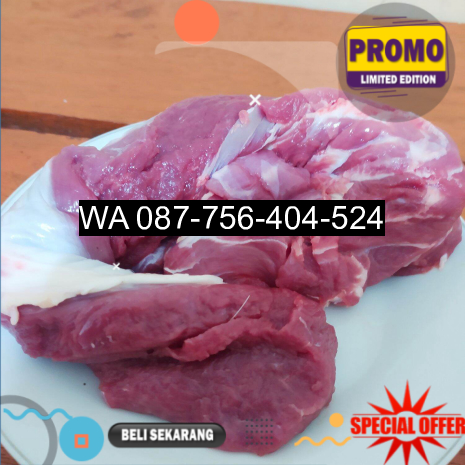 PROMO
LIMITED EDITION
WA 087-756-404-524
BELI SEKARANG
SPECIAL OFFER